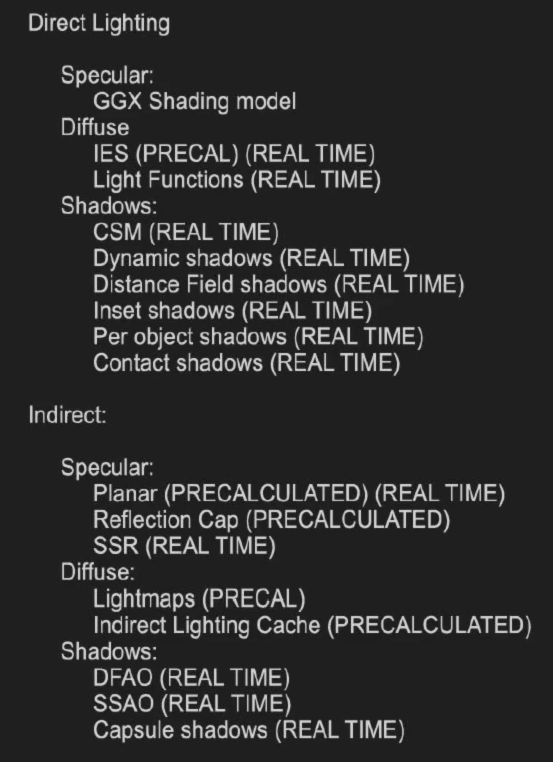 Direct Lighting
Specular:
GGX Shading model
Diffuse
IES (PRECAL) (REAL TIME)
Light Functions (REAL TIME)
Shadows:
CSM (REAL TIME)
Dynamic shadows (REAL TIME)
Distance Field shadows (REAL TIME)
Inset shadows (REAL TIME)
Per object shadows (REAL TIME)
Contact shadows (REAL TIME)
Indirect:
Specular:
Planar (PRECALCULATED) (REAL TIME)
Reflection Cap (PRECALCULATED)
SSR (REAL TIME)
Diffuse:
Lightmaps (PRECAL)
Indirect Lighting Cache (PRECALCULATED)
Shadows:
DFAO (REAL TIME)
SSAO (REAL TIME)
Capsule shadows (REAL TIME)